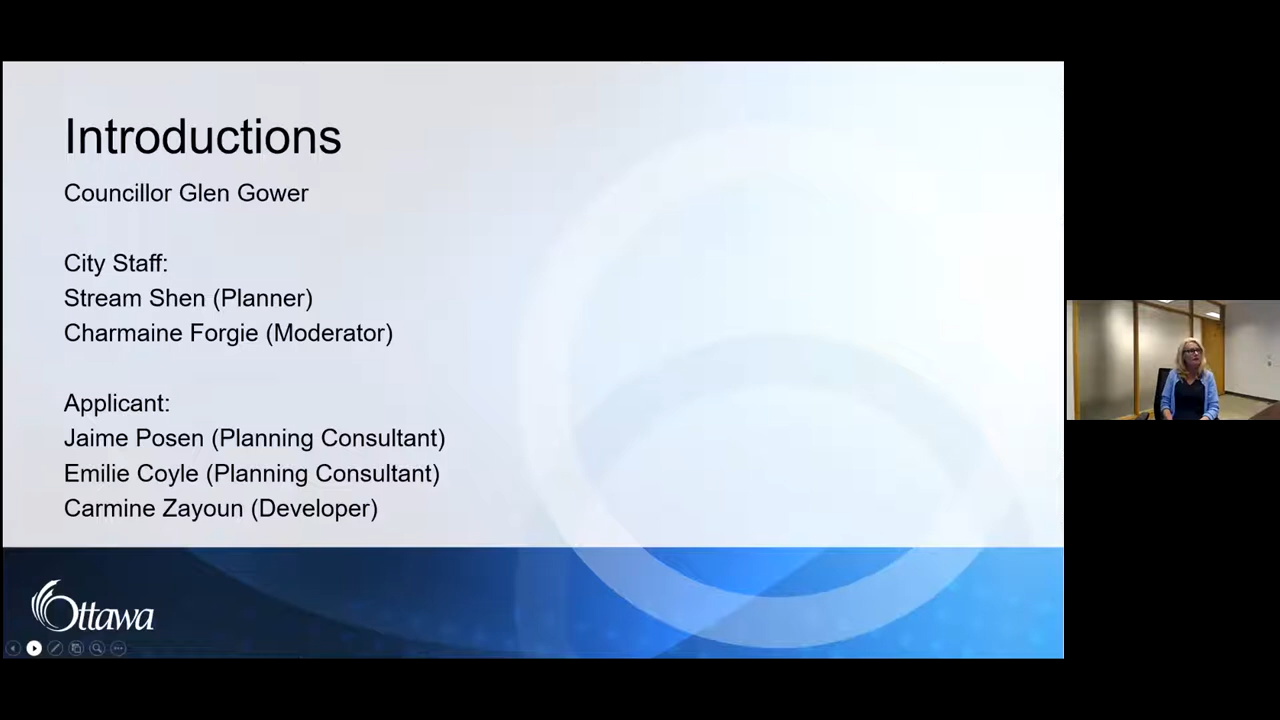 Introductions
Councillor Glen Gower
City Staff:
Stream Shen (Planner)
Charmaine Forgie (Moderator)
Applicant:
Jaime Posen (Planning Consultant)
Emilie Coyle (Planning Consultant)
Carmine Zayoun (Developer)
Ottawa